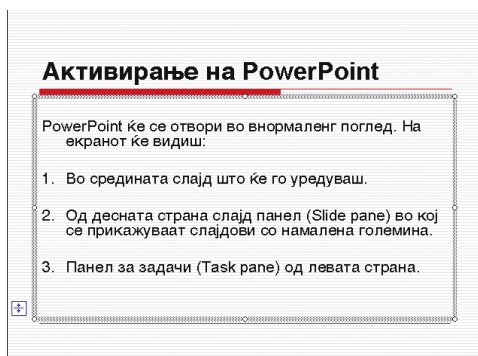 Активирање на PowerPoint
PowerPoint ќе се отвори во внормаленг поглед. На
екранот ќе видиш:
1. Во средината слајд што ќе го уредуваш.
2. Од десната страна слајд панел (Slide pane) во кој
се прикажуваат слајдови со намалена големина.
3. Панел за задачи (Task pane) од левата страна.